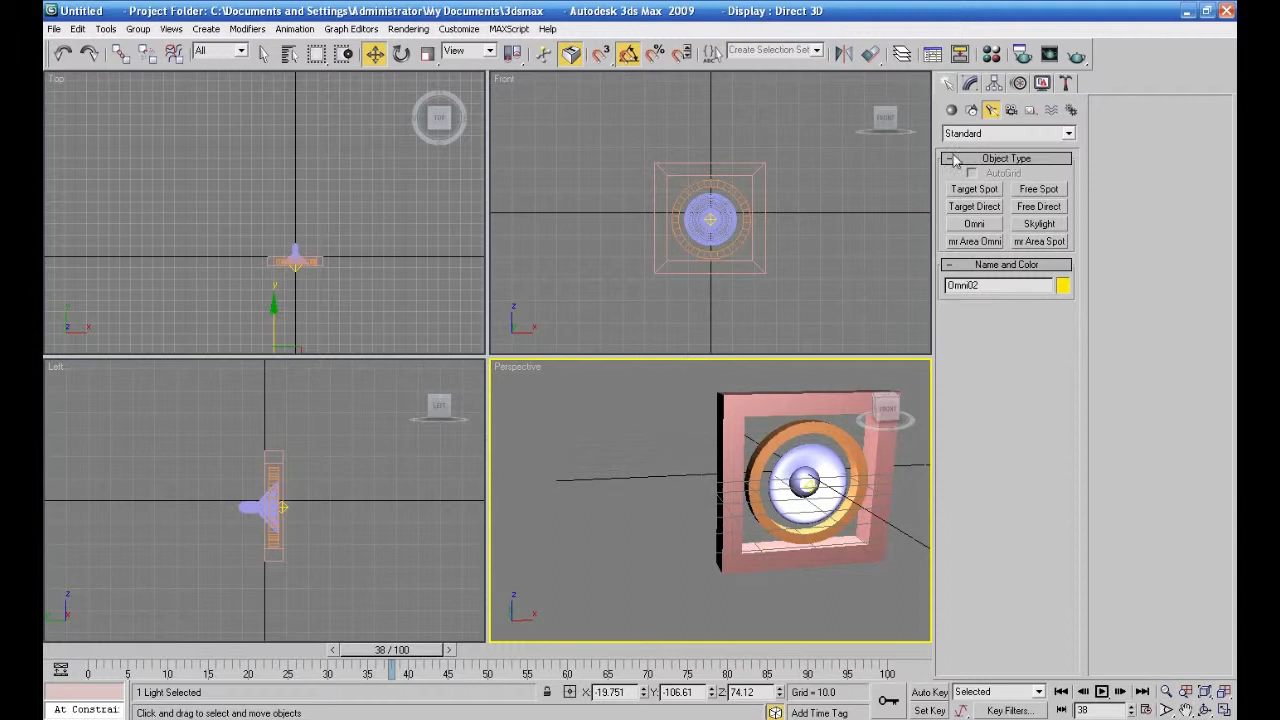 Untitled - Project Folder: C:\Documents and Settings\Administrator\My Documents\3dsmax - Autodesk 3ds Max 2009 - Display : Direct 3D
File Edit Tools Group Views Create Modifiers Animation Graph Editors Rendering Customize MAXScript Help
All View Create Selection Set
Top
TOP
Front
FRONT
Standard
Object Type
AutoGrid
Target Spot Free Spot
Target Direct Free Direct
Omni Skylight
mr Area Omni mr Area Spot
Name and Color
Omni02
Left
LEFT
Perspective
FRONT
38 / 100
0 5 10 15 20 25 30 35 40 45 50 55 60 65 70 75 80 85 90 95 100
1 Light Selected X: -19.751 Y: -106.61 Z: 74.12 Grid = 10.0 Auto Key Selected
At Constrai Click and drag to select and move objects Add Time Tag Set Key Key Filters... 38